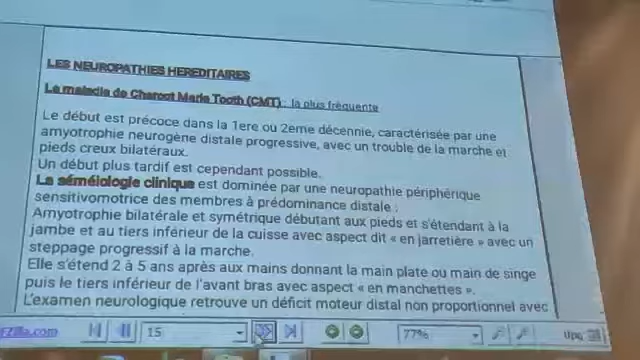 LES NEUROPATHIES HEREDITAIRES
La maladie de Charcot Marie Tooth (CMT) : la plus fréquente
Le début est précoce dans la 1ere ou 2eme décennie, caractérisée par une
amyotrophie neurogène distale progressive, avec un trouble de la marche et
pieds creux bilatéraux.
Un début plus tardif est cependant possible.
La séméiologie clinique est dominée par une neuropathie périphérique
sensitivomotrice des membres à prédominance distale :
Amyotrophie bilatérale et symétrique débutant aux pieds et s'étendant à la
jambe et au tiers inférieur de la cuisse avec aspect dit « en jarretière » avec un
steppage progressif à la marche.
Elle s'étend 2 à 5 ans après aux mains donnant la main plate ou main de singe
puis le tiers inférieur de l'avant bras avec aspect « en manchettes ».
L'examen neurologique retrouve un déficit moteur distal non proportionnel avec
FZilla.com 15 77% Upg